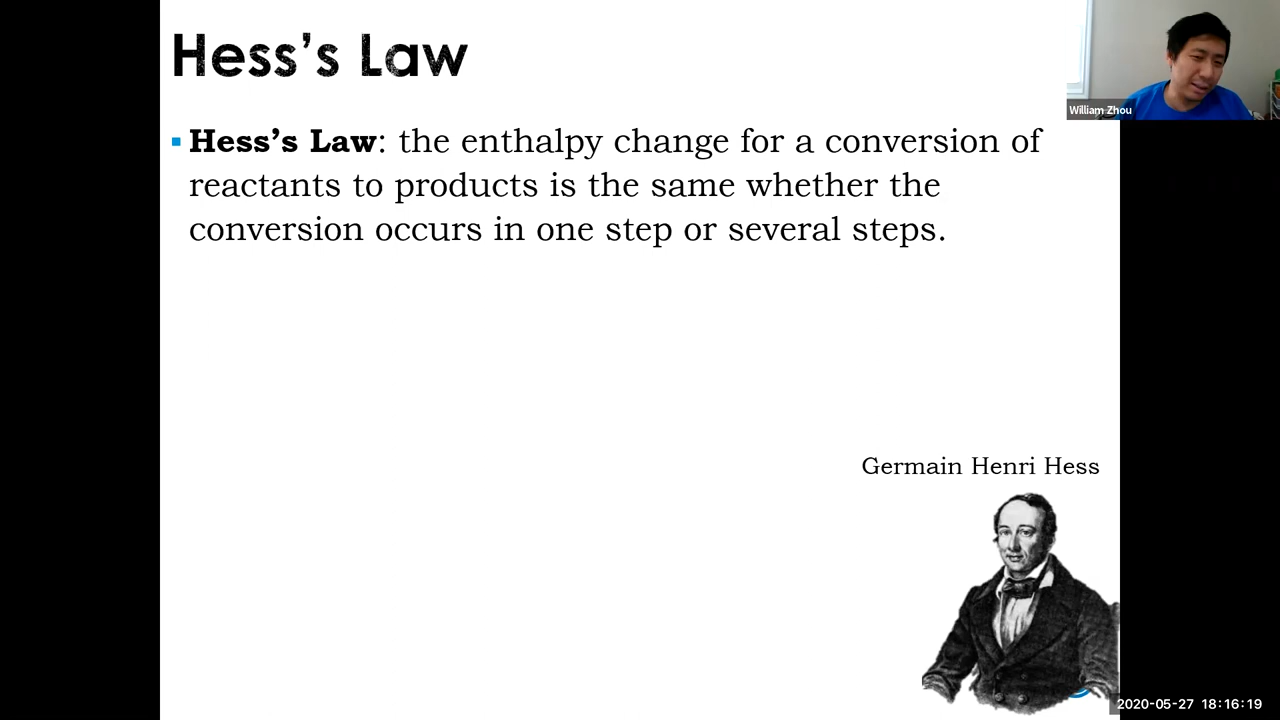 Hess’s Law
William Zhou
▪ Hess’s Law: the enthalpy change for a conversion of
reactants to products is the same whether the
conversion occurs in one step or several steps.
Germain Henri Hess
2020-05-27 18:16:19